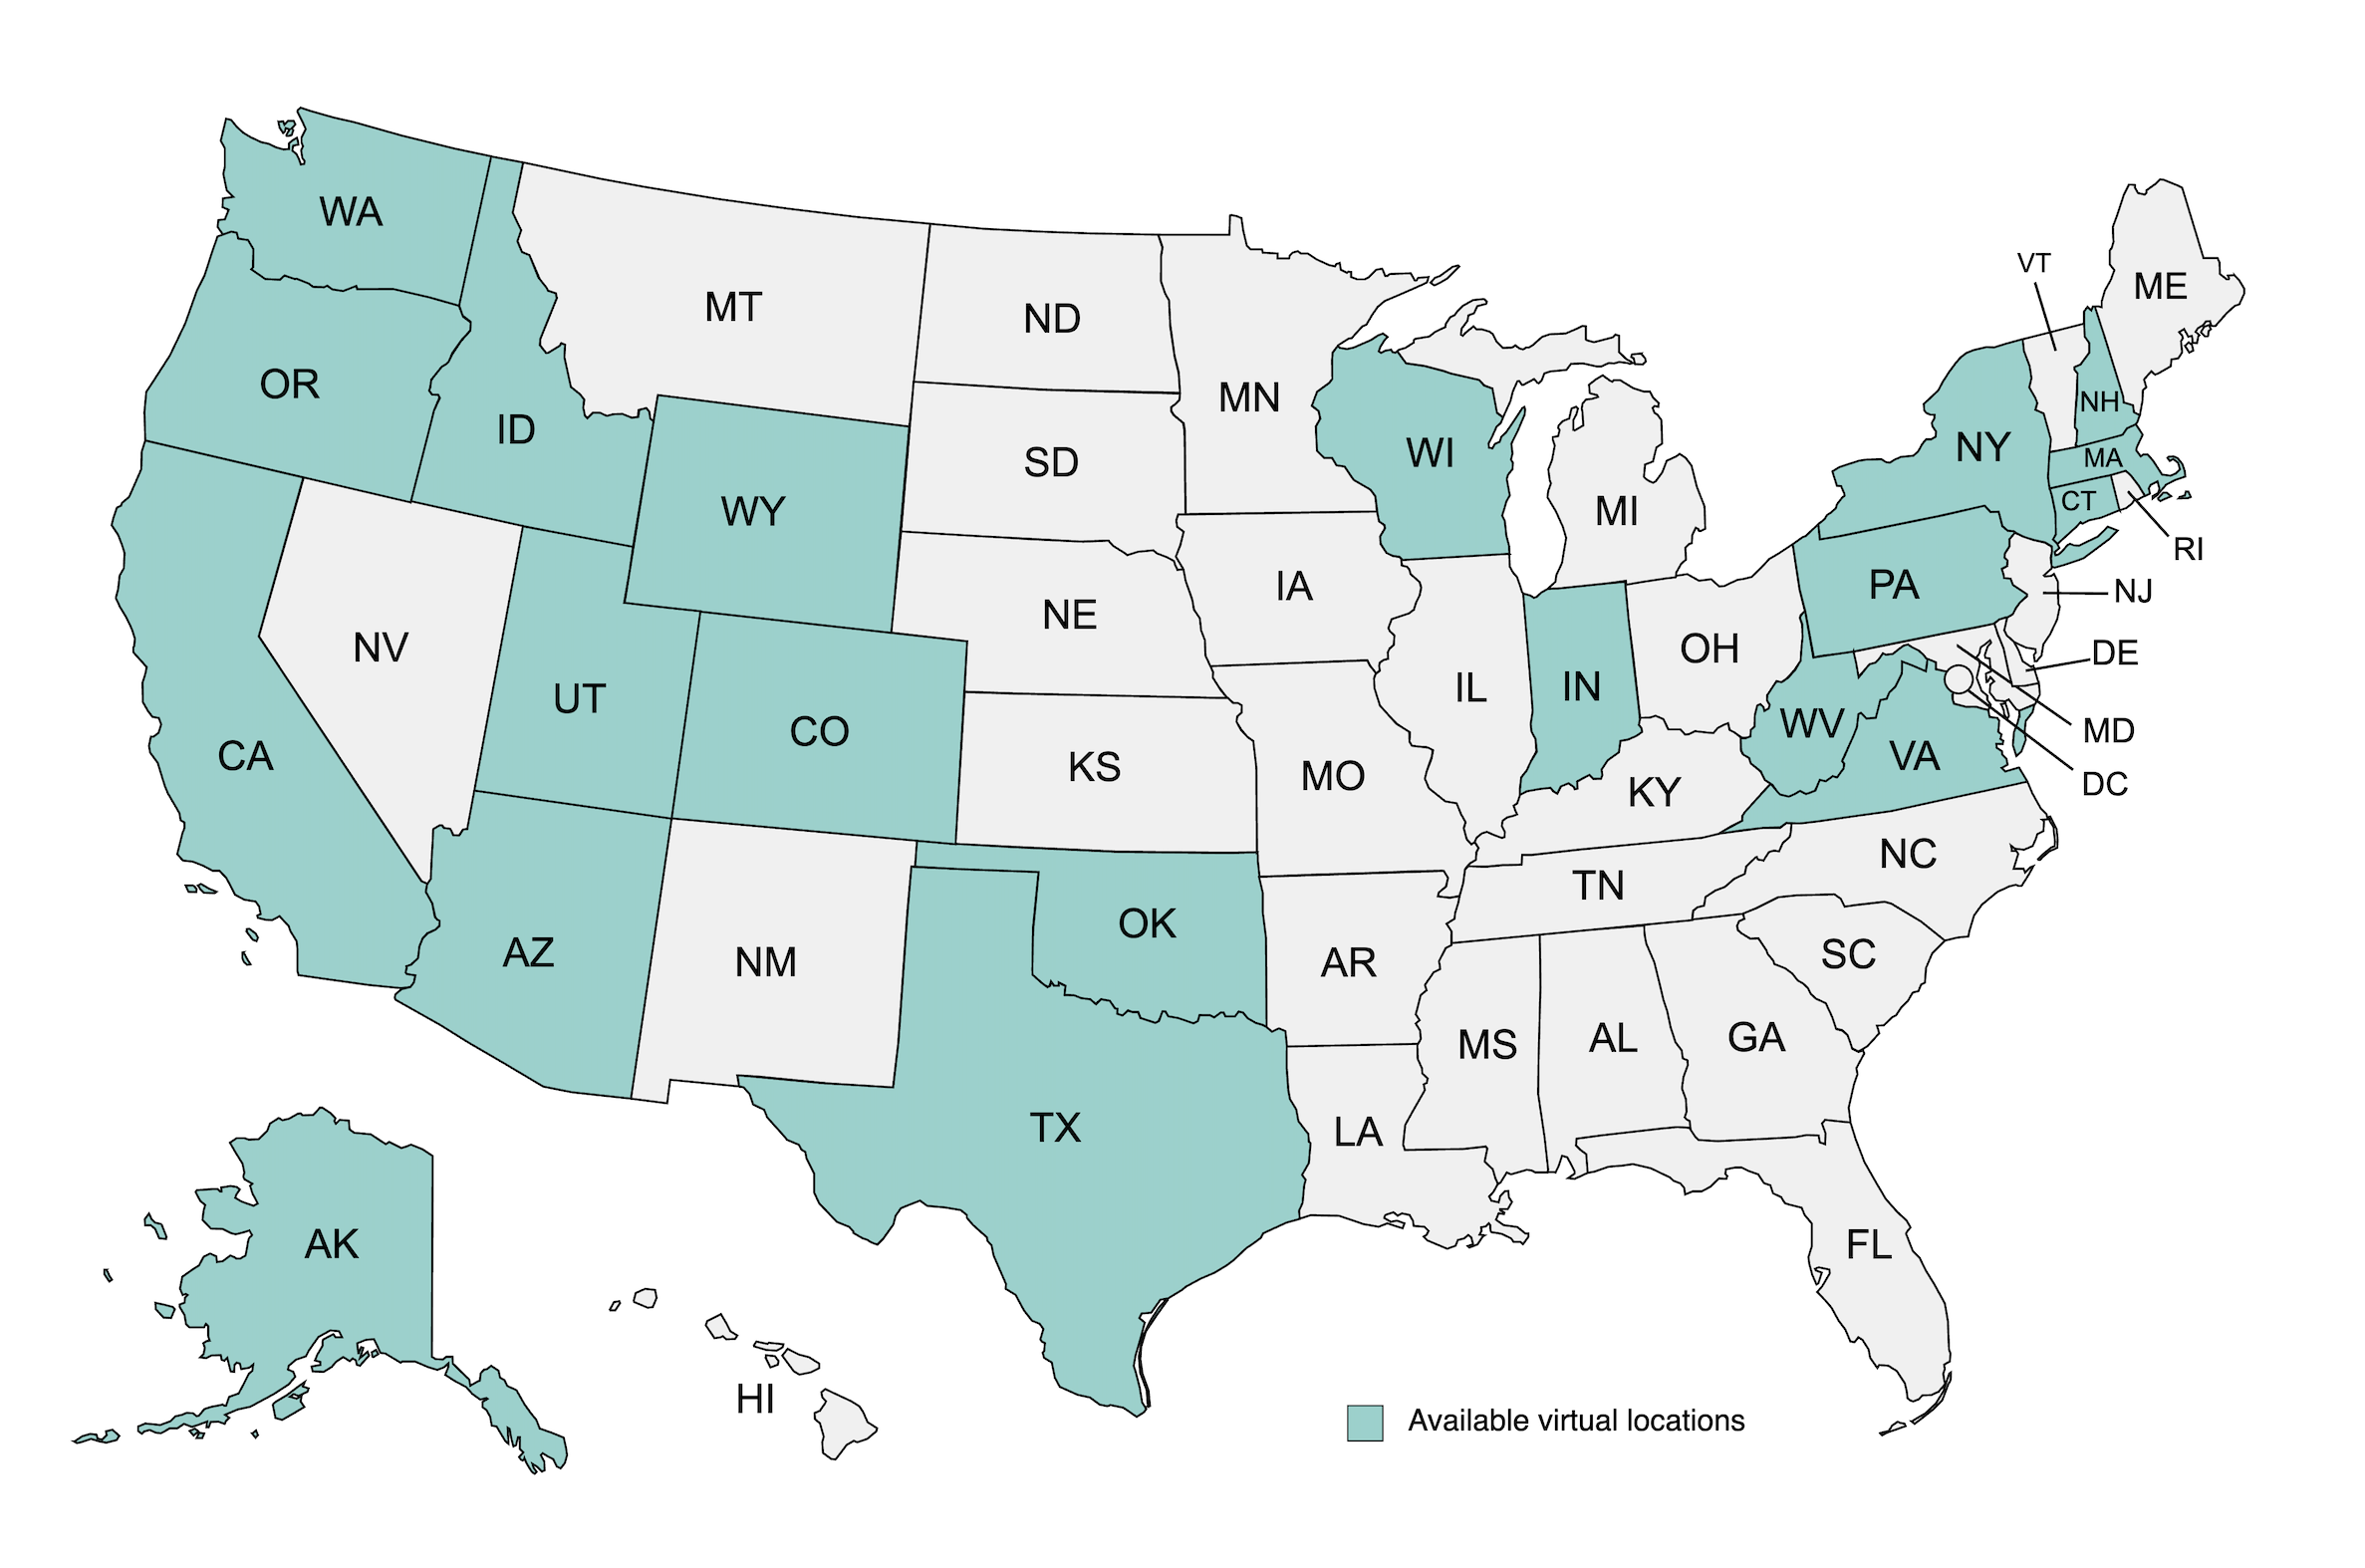 WA
MT
ND
MN
VT
ME
OR
ID
WY
SD
WI
MI
NY
NH
MA
CT
RI
NV
UT
CO
NE
IA
IL
IN
OH
PA
NJ
DE
MD
DC
CA
KS
MO
KY
WV
VA
AZ
NM
OK
AR
TN
NC
SC
TX
LA
MS
AL
GA
FL
AK
HI
Available virtual locations